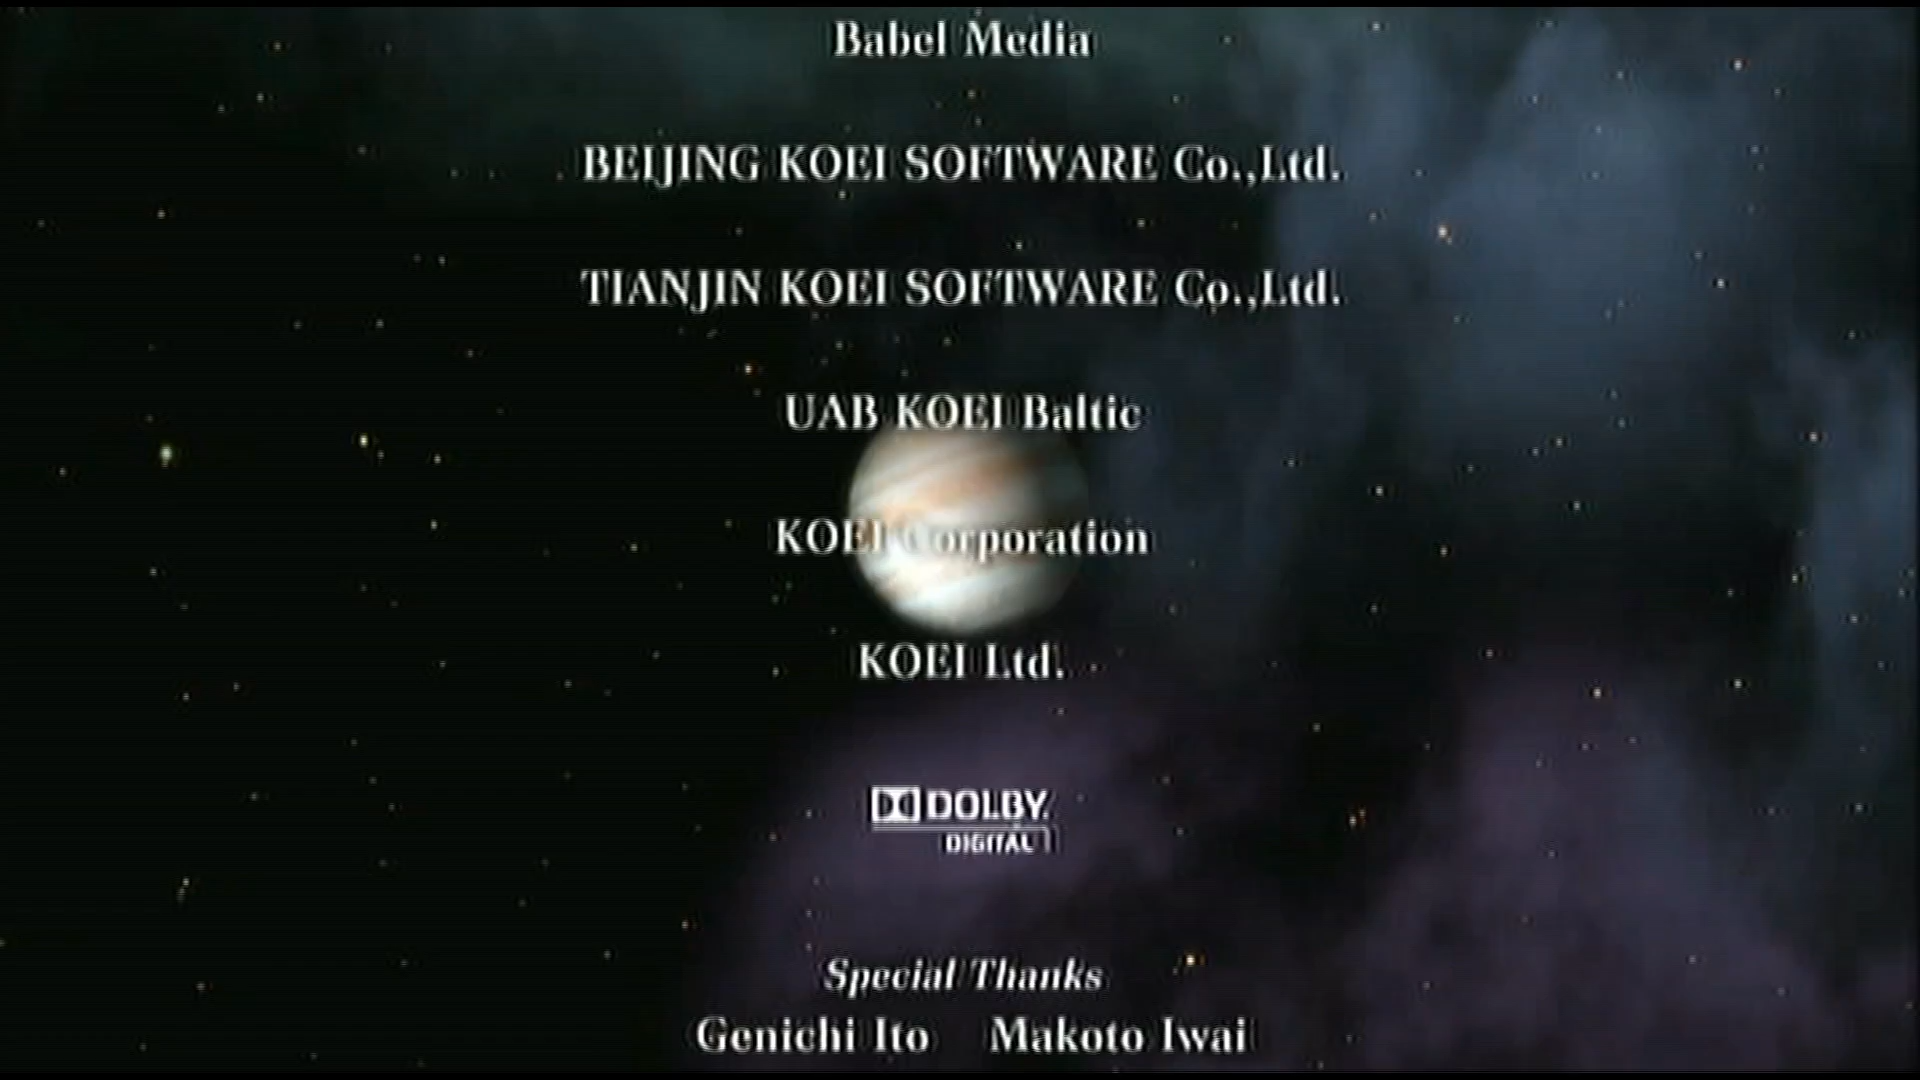 Babel Media
BEIJING KOEI SOFTWARE Co.,Ltd.
TIANJIN KOEI SOFTWARE Co.,Ltd.
UAB KOEI Baltic
KOEI Corporation
KOEI Ltd.
DOLBY
DIGITAL
Special Thanks
Genichi Ito Makoto Iwai